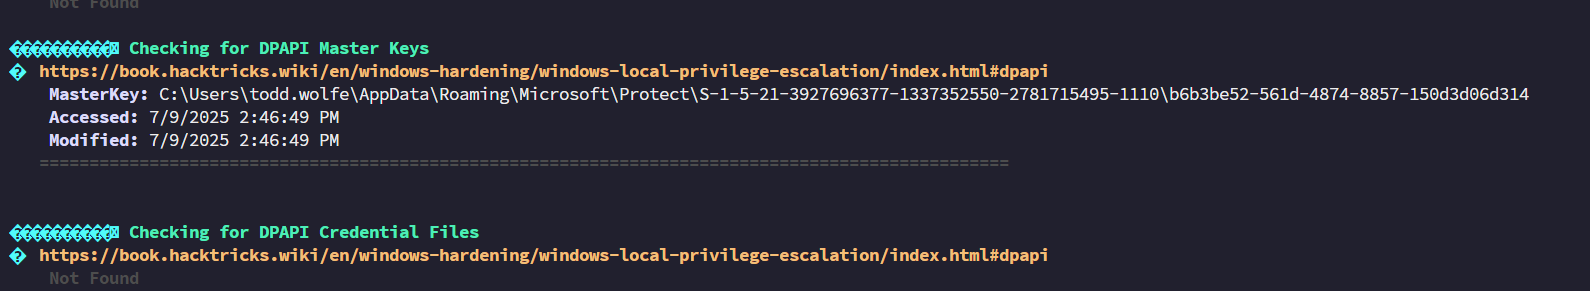 Not Found
Checking for DPAPI Master Keys
https://book.hacktricks.wiki/en/windows-hardening/windows-local-privilege-escalation/index.html#dpapi
MasterKey: C:\Users\todd.wolfe\AppData\Roaming\Microsoft\Protect\S-1-5-21-3927696377-1337352550-2781715495-1110\b6b3be52-561d-4874-8857-150d3d06d314
Accessed: 7/9/2025 2:46:49 PM
Modified: 7/9/2025 2:46:49 PM
=================================================================================================
Checking for DPAPI Credential Files
https://book.hacktricks.wiki/en/windows-hardening/windows-local-privilege-escalation/index.html#dpapi
Not Found